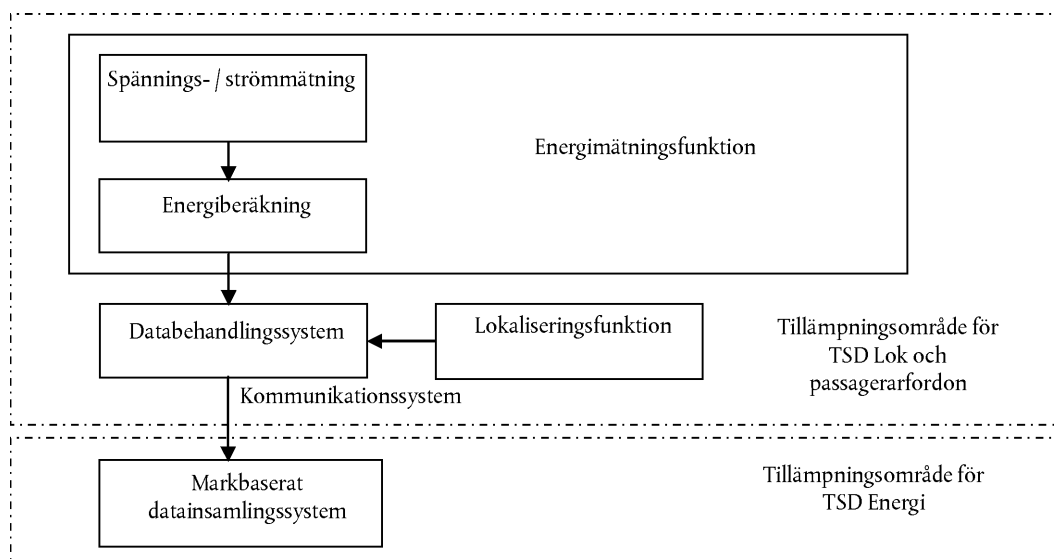 Spännings- / strömmätning
Energimätningsfunktion
Energiberäkning
Databehandlingssystem
Lokaliseringsfunktion
Tillämpningsområde för
TSD Lok och
passagerarfordon
Kommunikationssystem
Markbaserat
datainsamlingssystem
Tillämpningsområde för
TSD Energi